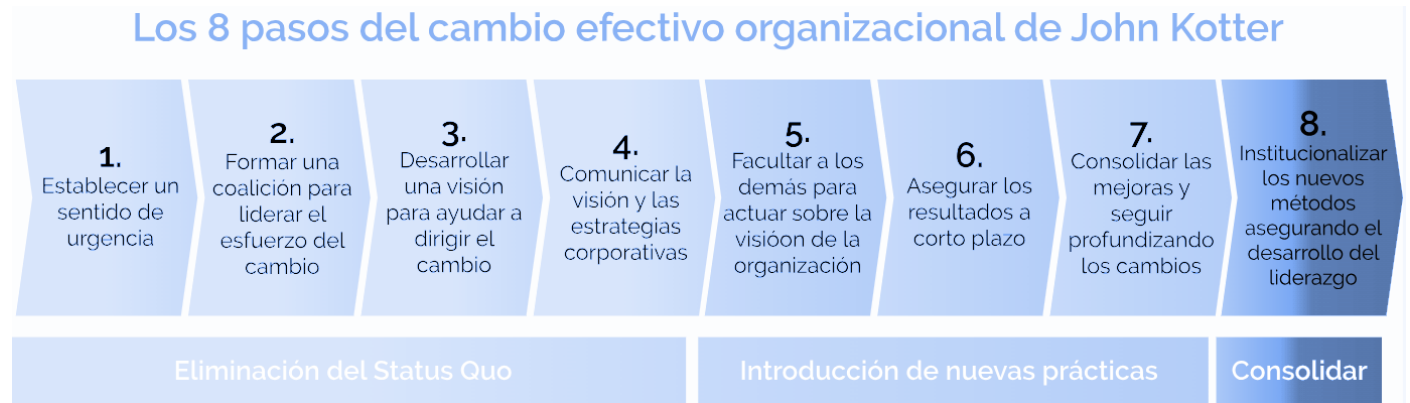 Los 8 pasos del cambio efectivo organizacional de John Kotter
1.
Establecer un
sentido de
urgencia
2.
Formar una
coalición para
liderar el
esfuerzo del
cambio
3.
Desarrollar
una visión
para ayudar a
dirigir el
cambio
4.
Comunicar la
visión y las
estrategias
corporativas
5.
Facultar a los
demás para
actuar sobre la
visióon de la
organización
6.
Asegurar los
resultados a
corto plazo
7.
Consolidar las
mejoras y
seguir
profundizando
los cambios
8.
Institucionalizar
los nuevos
métodos
asegurando el
desarrollo del
liderazgo
Eliminación del Status Quo
Introducción de nuevas prácticas
Consolidar